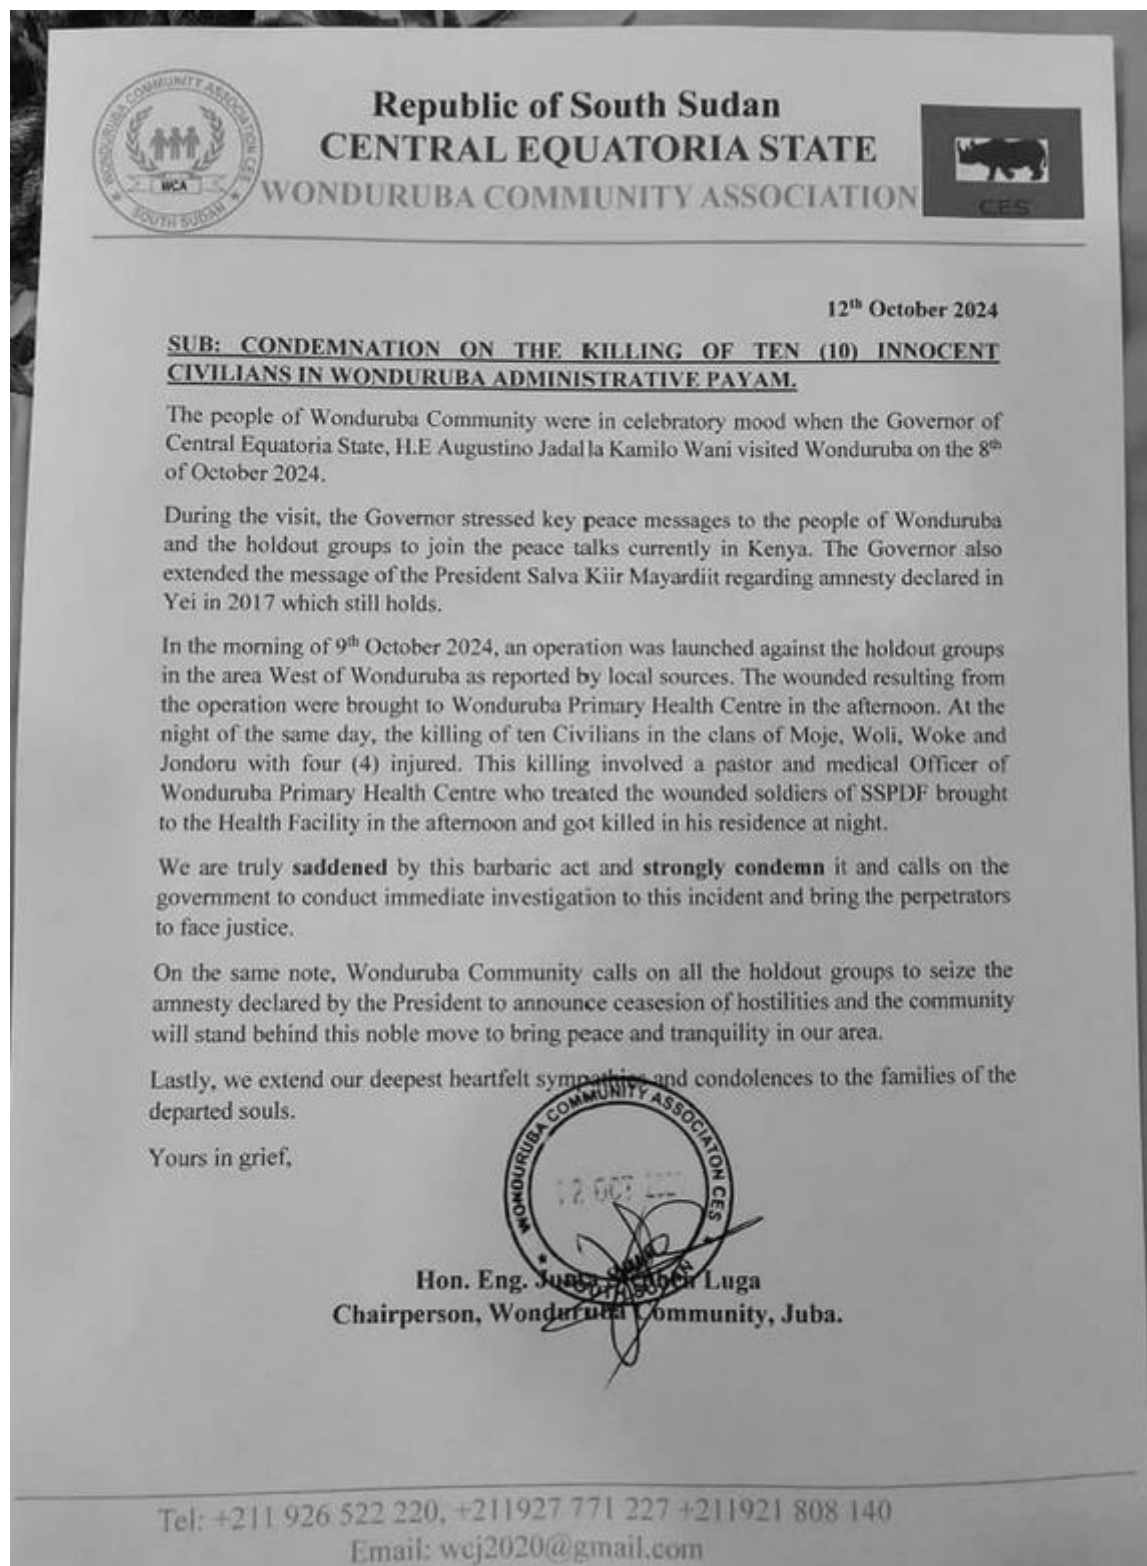 WONDURUBA COMMUNITY ASSOCIATION CES
WCA
SOUTH SUDAN
Republic of South Sudan
CENTRAL EQUATORIA STATE
WONDURUBA COMMUNITY ASSOCIATION
CES
12th October 2024
SUB: CONDEMNATION ON THE KILLING OF TEN (10) INNOCENT
CIVILIANS IN WONDURUBA ADMINISTRATIVE PAYAM.
The people of Wonduruba Community were in celebratory mood when the Governor of
Central Equatoria State, H.E Augustino Jadalla Kamilo Wani visited Wonduruba on the 8th
of October 2024.
During the visit, the Governor stressed key peace messages to the people of Wonduruba
and the holdout groups to join the peace talks currently in Kenya. The Governor also
extended the message of the President Salva Kiir Mayardiit regarding amnesty declared in
Yei in 2017 which still holds.
In the morning of 9th October 2024, an operation was launched against the holdout groups
in the area West of Wonduruba as reported by local sources. The wounded resulting from
the operation were brought to Wonduruba Primary Health Centre in the afternoon. At the
night of the same day, the killing of ten Civilians in the clans of Moje, Woli, Woke and
Jondoru with four (4) injured. This killing involved a pastor and medical Officer of
Wonduruba Primary Health Centre who treated the wounded soldiers of SSPDF brought
to the Health Facility in the afternoon and got killed in his residence at night.
We are truly saddened by this barbaric act and strongly condemn it and calls on the
government to conduct immediate investigation to this incident and bring the perpetrators
to face justice.
On the same note, Wonduruba Community calls on all the holdout groups to seize the
amnesty declared by the President to announce ceasesion of hostilities and the community
will stand behind this noble move to bring peace and tranquility in our area.
Lastly, we extend our deepest heartfelt sympathies and condolences to the families of the
departed souls.
Yours in grief,
WONDURUBA COMMUNITY ASSOCIATON CES
12 OCT
SOUTH SUDAN
Hon. Eng. Luga
Chairperson, Wonduruba Community, Juba.
Tel: +211 926 522 220, +211927 771 227 +211921 808 140
Email: wcj2020@gmail.com